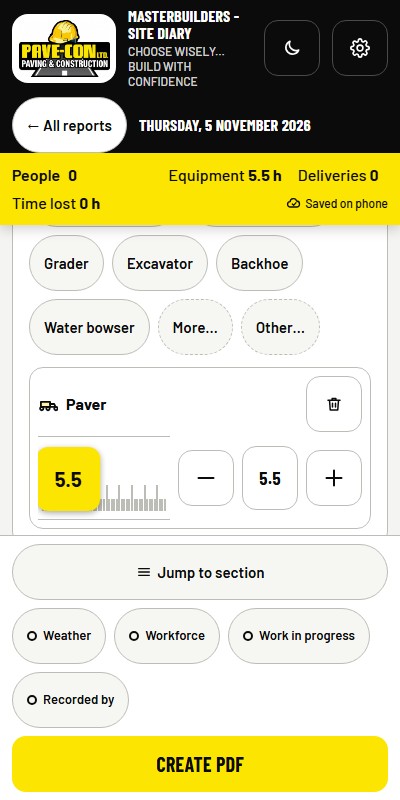 PAVE-CON LTD.
PAVING & CONSTRUCTION
MASTERBUILDERS -
SITE DIARY
CHOOSE WISELY...
BUILD WITH
CONFIDENCE
← All reports
THURSDAY, 5 NOVEMBER 2026
People 0
Equipment 5.5 h
Deliveries 0
Time lost 0 h
Saved on phone
Grader
Excavator
Backhoe
Water bowser
More...
Other...
Paver
5.5
5.5
Jump to section
Weather
Workforce
Work in progress
Recorded by
CREATE PDF